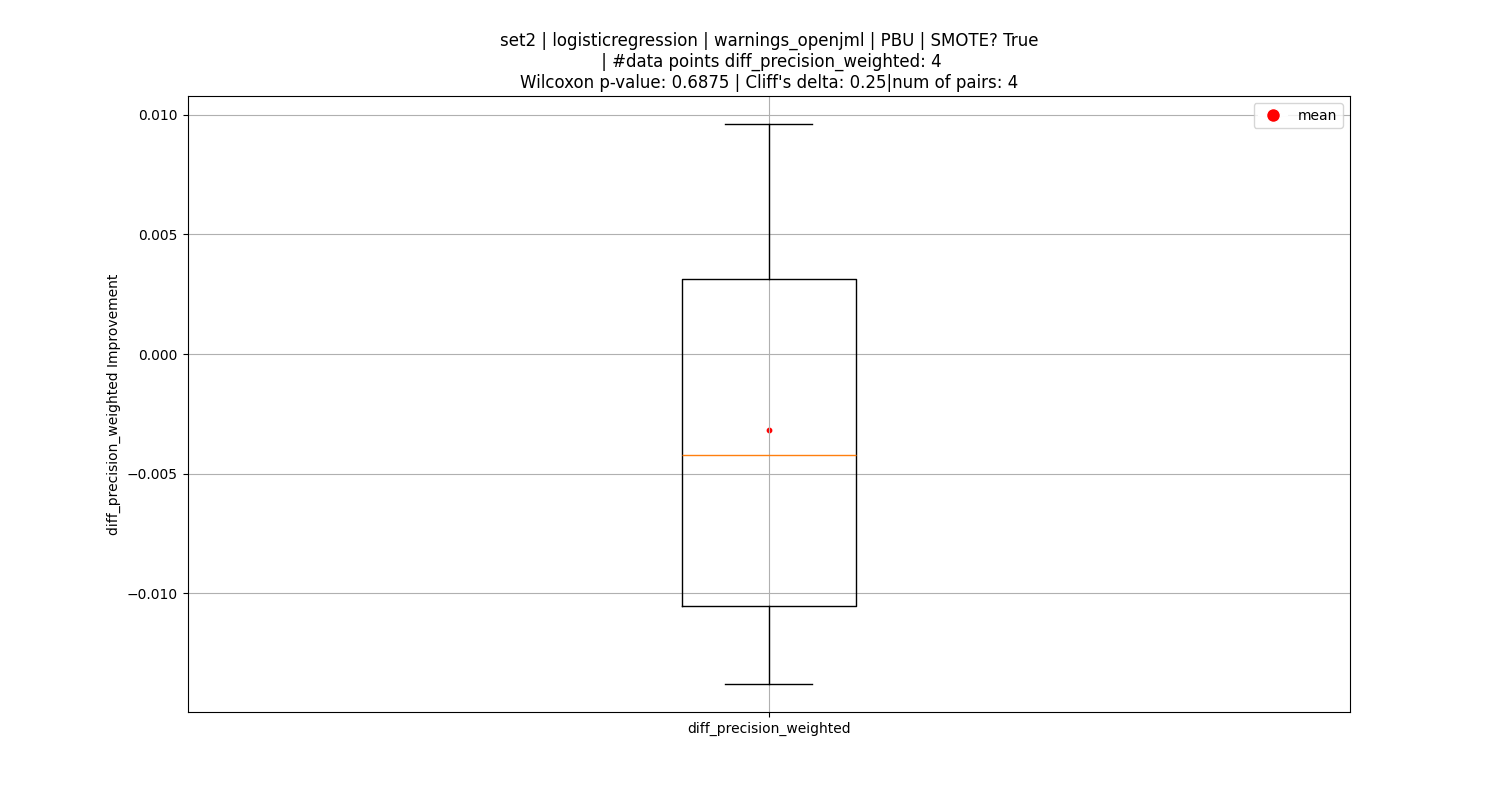 set2 | logisticregression | warnings_openjml | PBU | SMOTE? True
| #data points diff_precision_weighted: 4
Wilcoxon p-value: 0.6875 | Cliff's delta: 0.25|num of pairs: 4
mean
0.010
0.005
0.000
−0.005
−0.010
diff_precision_weighted Improvement
diff_precision_weighted